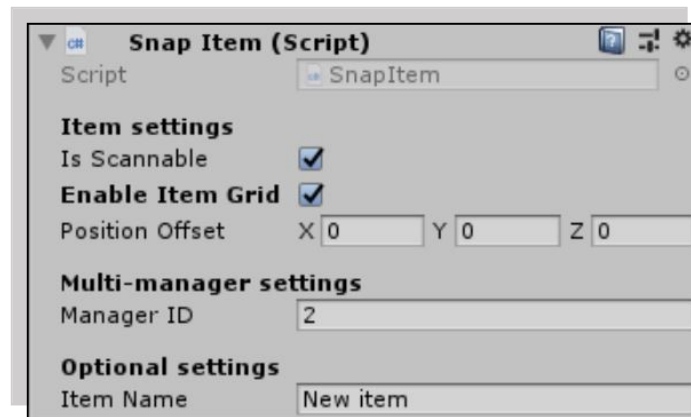 c# Snap Item (Script)
Script SnapItem
Item settings
Is Scannable
Enable Item Grid
Position Offset X 0 Y 0 Z 0
Multi-manager settings
Manager ID 2
Optional settings
Item Name New item